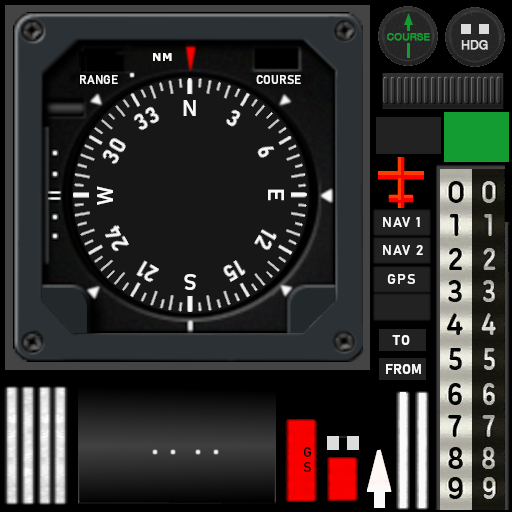 COURSE
HDG
NM
RANGE
COURSE
N
33
3
30
6
W
E
24
12
21
15
S
NAV 1
NAV 2
GPS
TO
FROM
0 0
1 1
2 2
3 3
4 4
5 5
6 6
7 7
8 8
9 9
GS